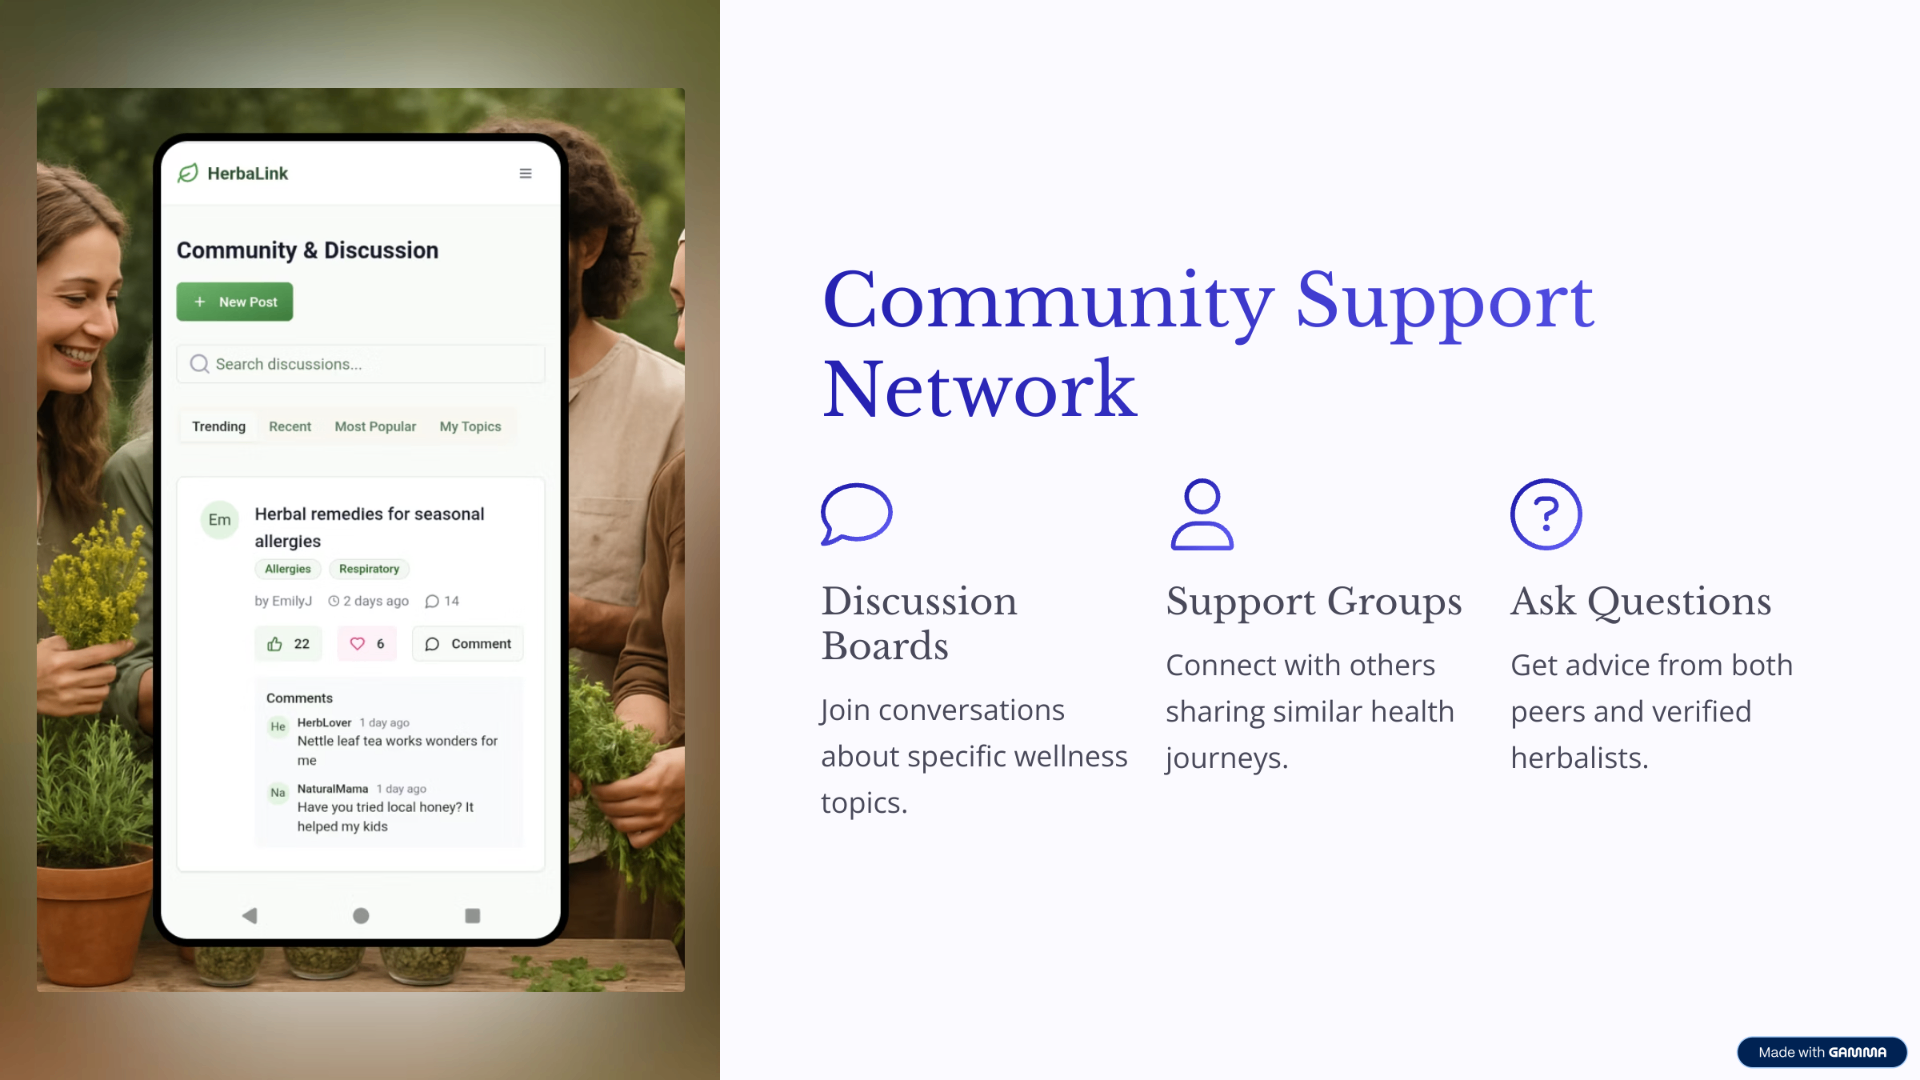 HerbaLink
Community & Discussion
+ New Post
Search discussions...
Trending Recent Most Popular My Topics
Em
Herbal remedies for seasonal
allergies
Allergies Respiratory
by EmilyJ 2 days ago 14
22 6 Comment
Comments
He HerbLover 1 day ago
Nettle leaf tea works wonders for
me
Na NaturalMama 1 day ago
Have you tried local honey? It
helped my kids
Community Support
Network
Discussion
Boards
Join conversations
about specific wellness
topics.
Support Groups
Connect with others
sharing similar health
journeys.
?
Ask Questions
Get advice from both
peers and verified
herbalists.
Made with GAMMA